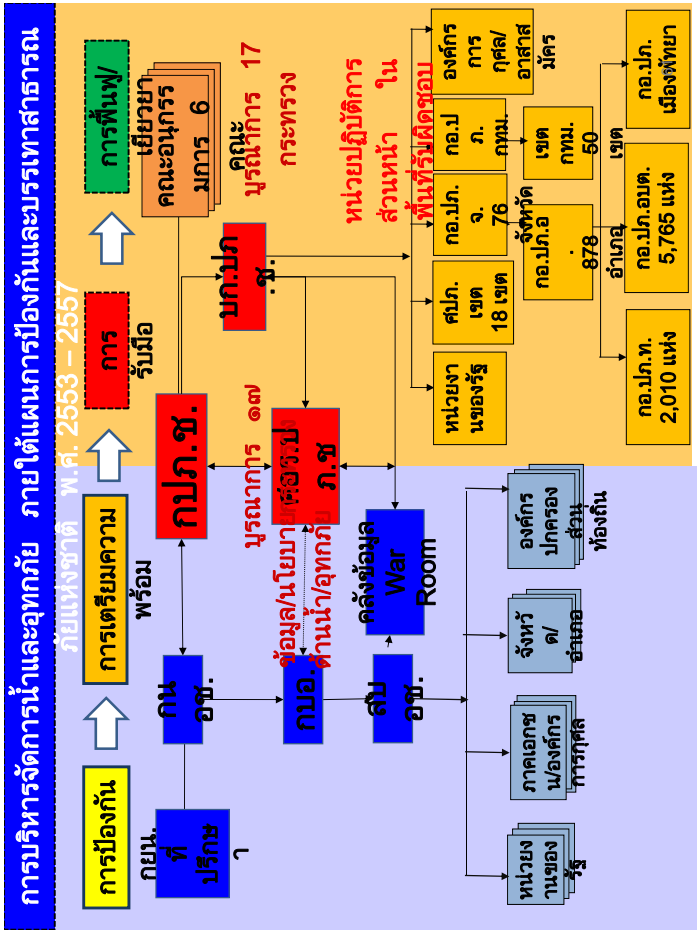 การบริหารจัดการน้ำและอุทกภัย ภายใต้แผนการป้องกันและบรรเทาสาธารณ
ภัยแห่งชาติ พ.ศ. 2553 – 2557
การป้องกัน
การเตรียมความ
พร้อม
การ
รับมือ
การฟื้นฟู/
เยียวยา
กยน.
ที่
ปรึกษ
า
กน
อช.
กปภ.ช.
คณะอนุกรร
มการ 6
คณะ
บูรณาการ 17
กระทรวง
บก.ปภ
.ช.
บูรณาการ ๑๗
ภ.ช
ข้อมูล/นโยบาย
ด้านน้ำ/อุทกภัย
กบอ.
สบ
อช.
คลังข้อมูล
War
Room
หน่วยปฏิบัติการ
ส่วนหน้า ใน
พื้นที่รับผิดชอบ
หน่วยงา
นของรัฐ
ศปภ.
เขต
18 เขต
กอ.ปภ.
จ.
76
จังหวัด
กอ.ป
ภ.
กทม.
องค์กร
การ
กุศล/
อาสาส
มัคร
กอ.ปภ.อ
.
878
อำเภอ
เขต
กทม.
50
เขต
กอ.ปภ.ท.
2,010 แห่ง
กอ.ปภ.อบต.
5,765 แห่ง
กอ.ปภ.
เมืองพัทยา
หน่วยง
านของ
รัฐ
ภาคเอกช
น/องค์กร
การกุศล
จังหวั
ด/
อำเภอ
องค์กร
ปกครอง
ส่วน
ท้องถิ่น